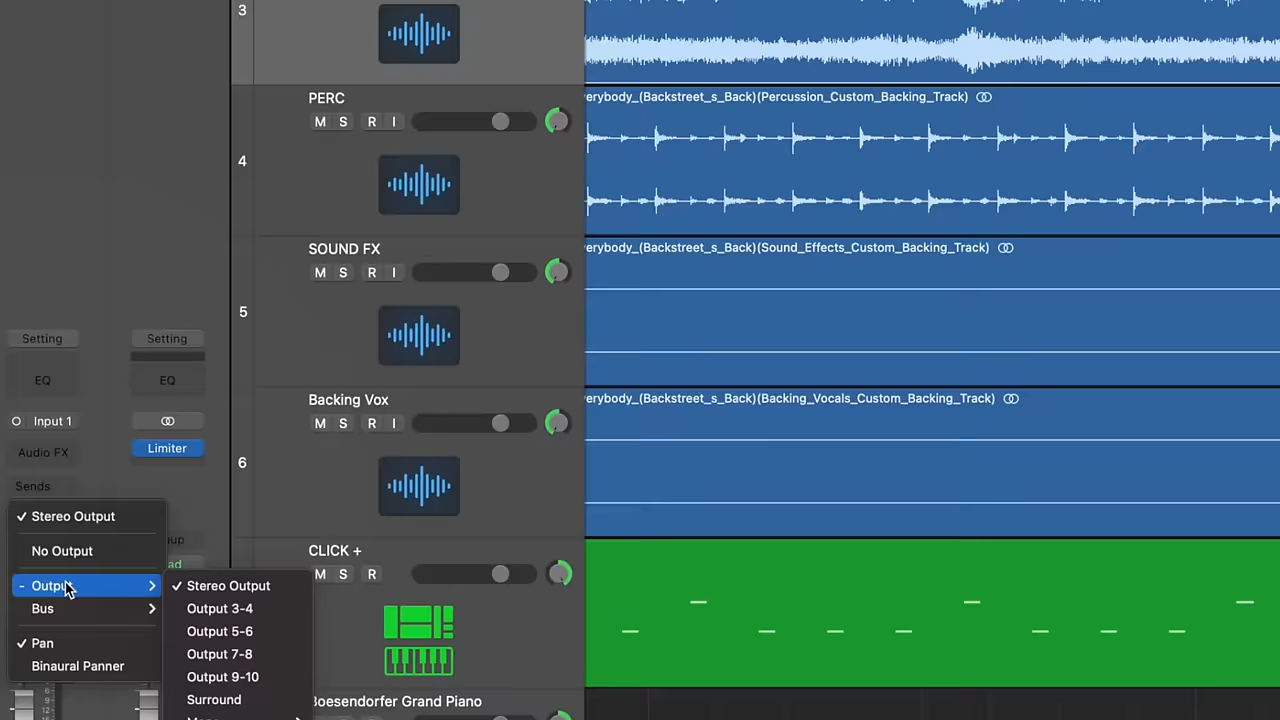 3
PERC
M S R I
erybody_(Backstreet_s_Back)(Percussion_Custom_Backing_Track)
4
SOUND FX
M S R I
erybody_(Backstreet_s_Back)(Sound_Effects_Custom_Backing_Track)
5
Backing Vox
M S R I
erybody_(Backstreet_s_Back)(Backing_Vocals_Custom_Backing_Track)
6
CLICK +
M S R
Boesendorfer Grand Piano
Setting
Setting
EQ
EQ
Input 1
Audio FX
Limiter
Sends
Stereo Output
No Output
Output
Bus
Pan
Binaural Panner
Stereo Output
Output 3-4
Output 5-6
Output 7-8
Output 9-10
Surround